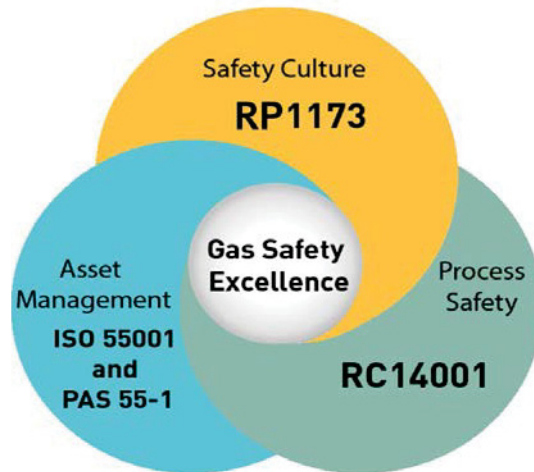 Safety Culture
RP1173
Gas Safety
Excellence
Asset
Management
ISO 55001
and
PAS 55-1
Process
Safety
RC14001